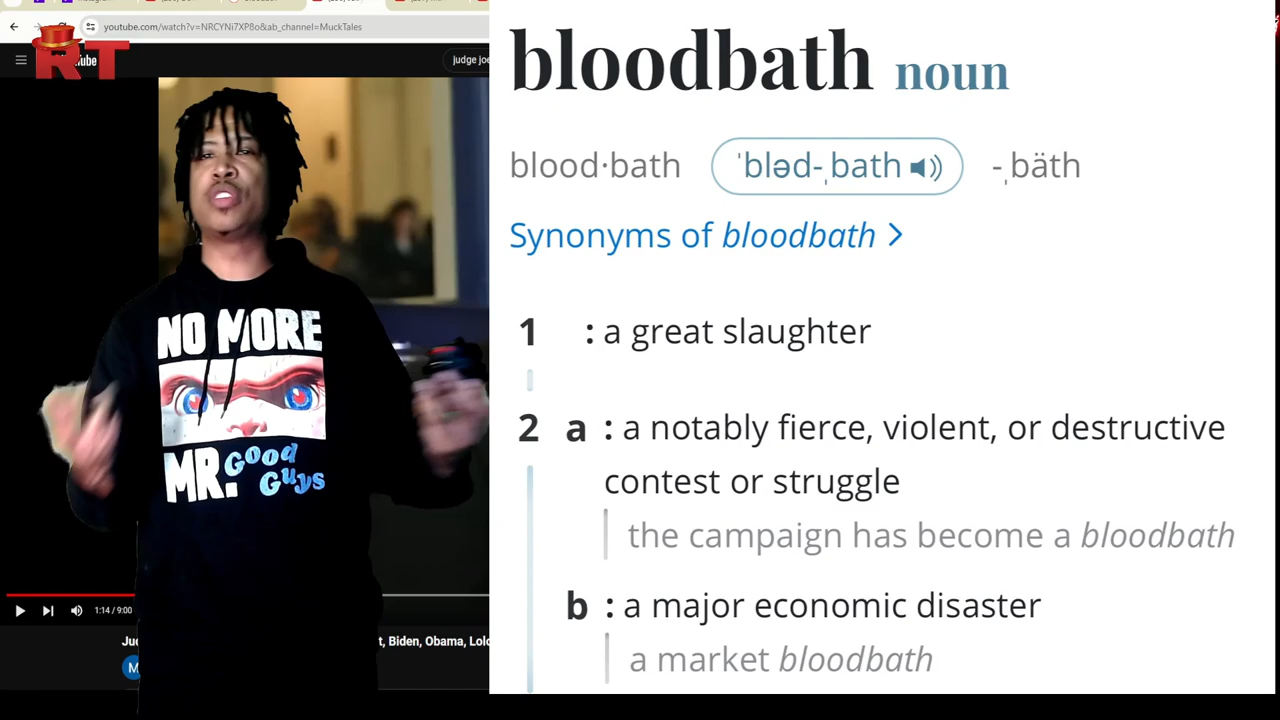 youtube.com/watch?v=NRCYNi7XP8o&ab_channel=MuckTales
RT
judge joe
NO MORE
MR. Good
Guys
1:14 / 9:00
t, Biden, Obama, Lolo
M
bloodbath noun
blood·bath ˈbləd-ˌbath -ˌbäth
Synonyms of bloodbath >
1 : a great slaughter
2 a : a notably fierce, violent, or destructive
contest or struggle
the campaign has become a bloodbath
b : a major economic disaster
a market bloodbath